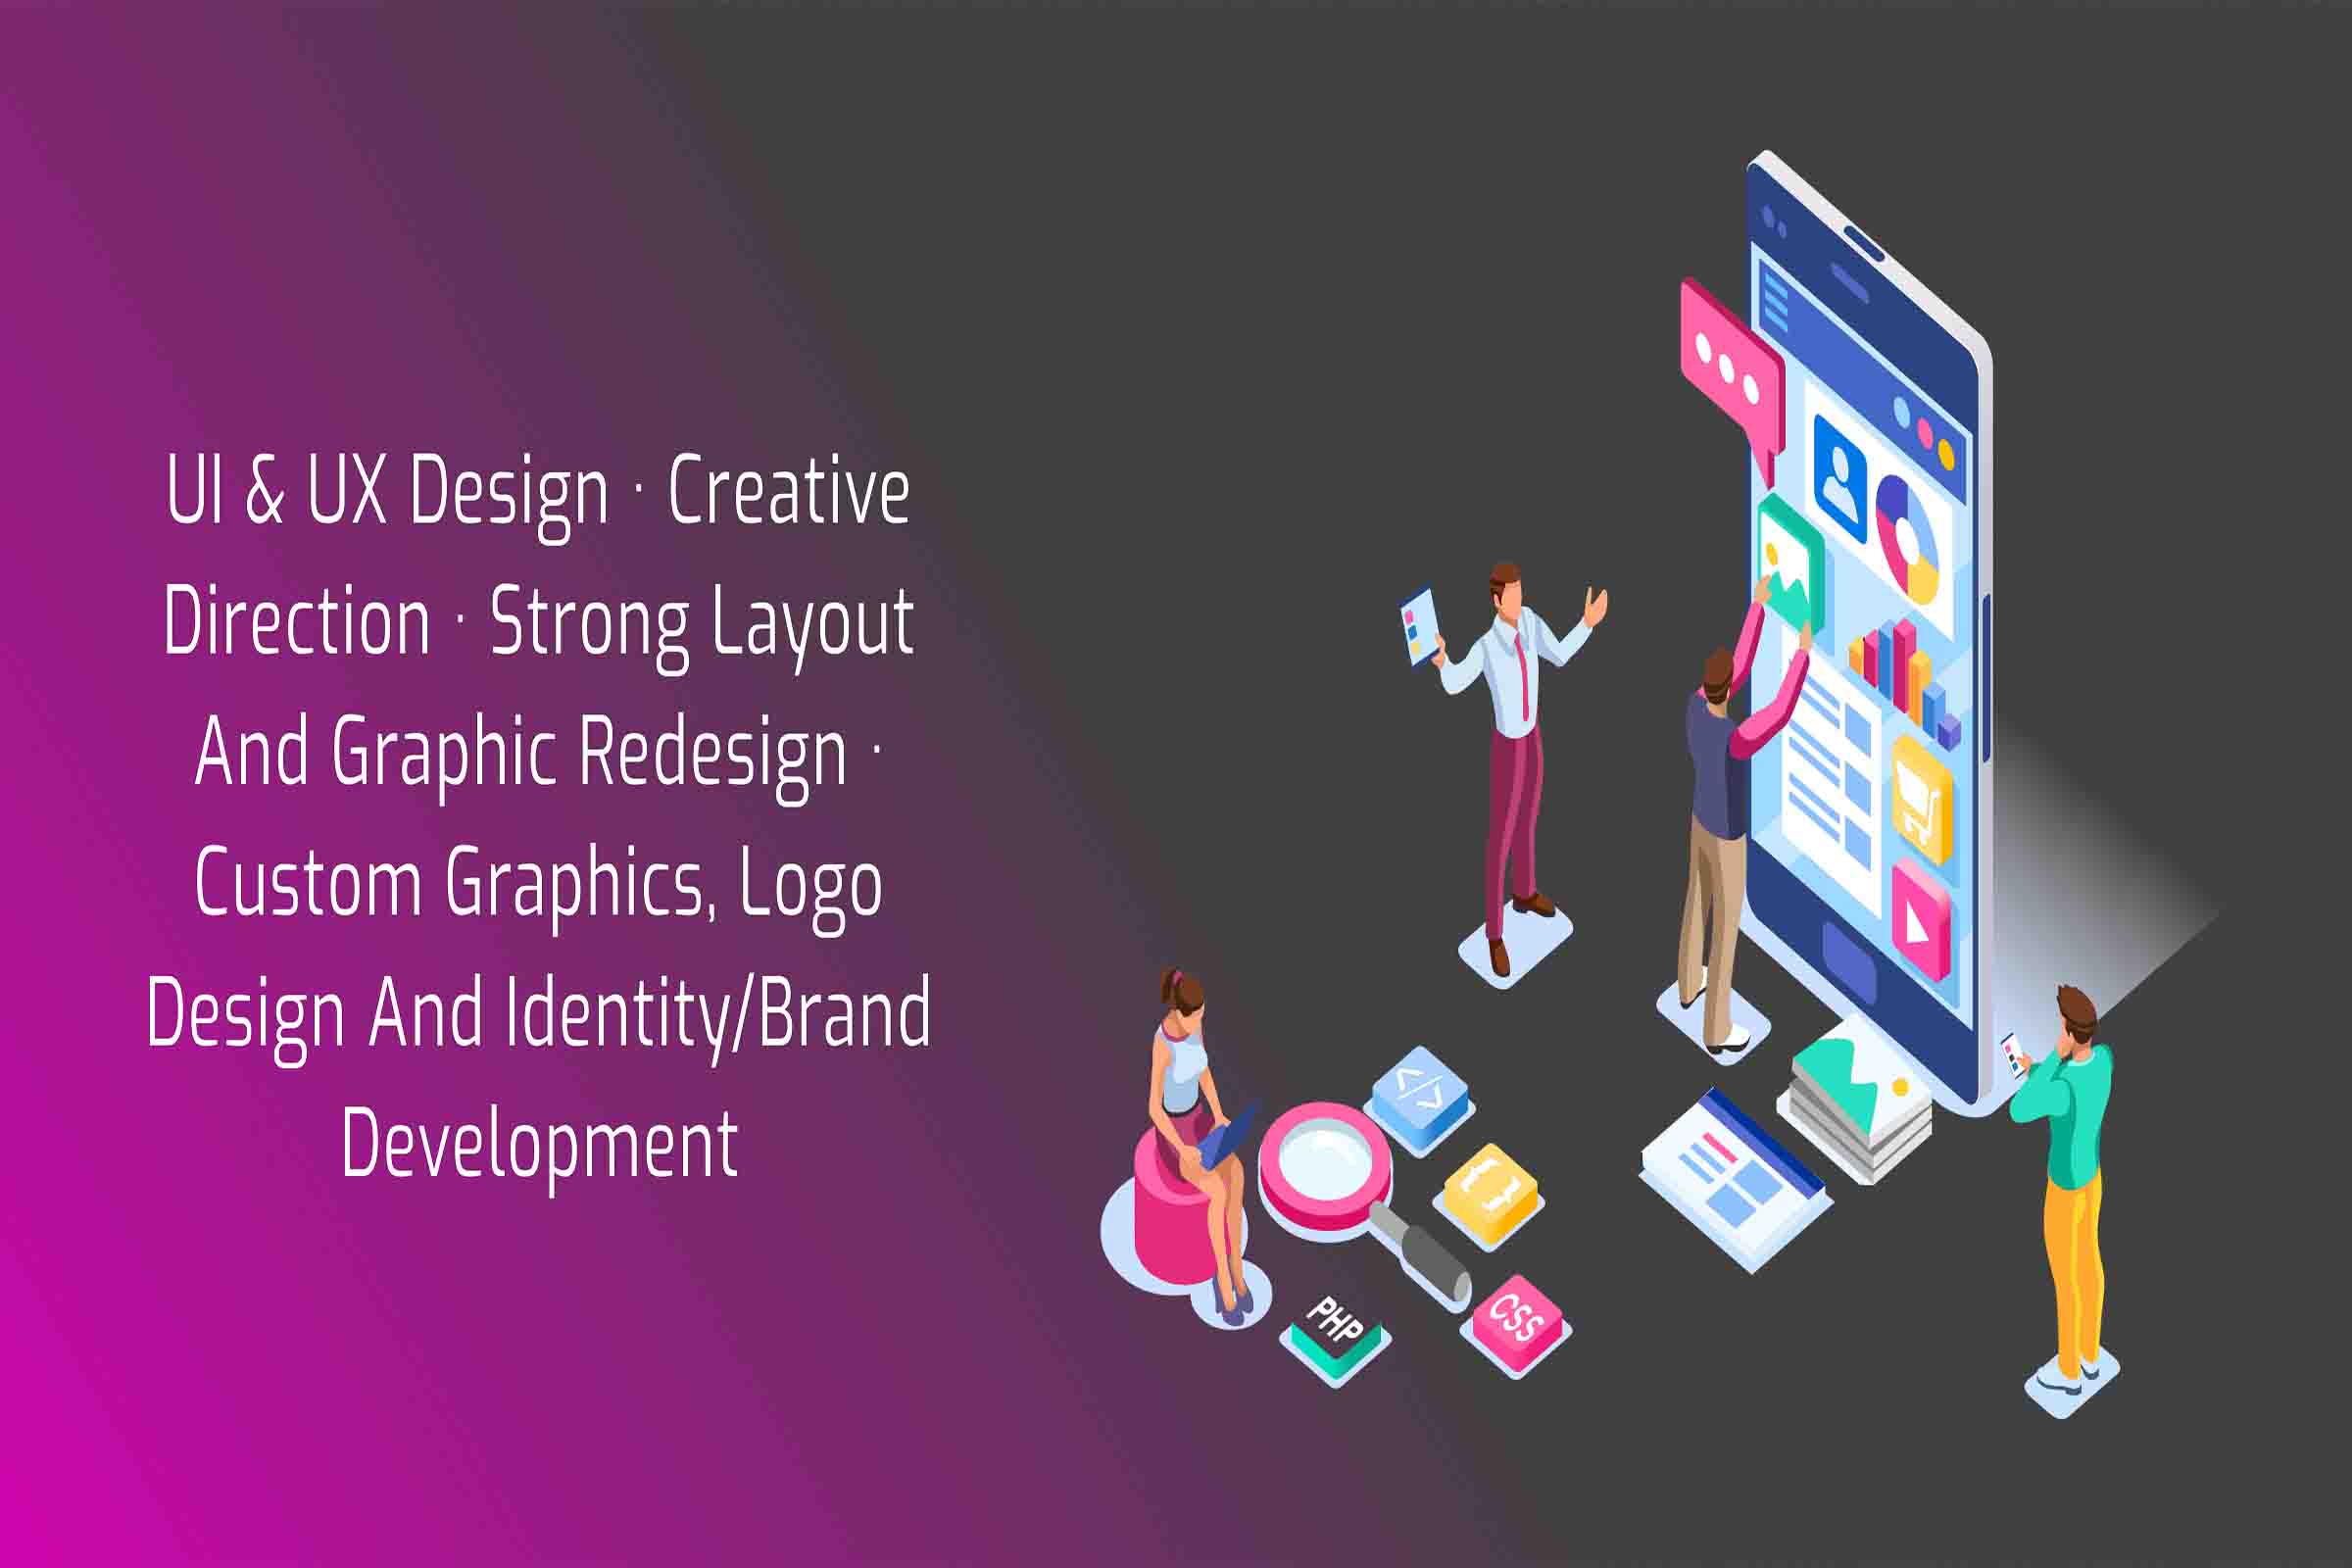 UI & UX Design · Creative
Direction · Strong Layout
And Graphic Redesign ·
Custom Graphics, Logo
Design And Identity/Brand
Development
</>
{ }
PHP
CSS